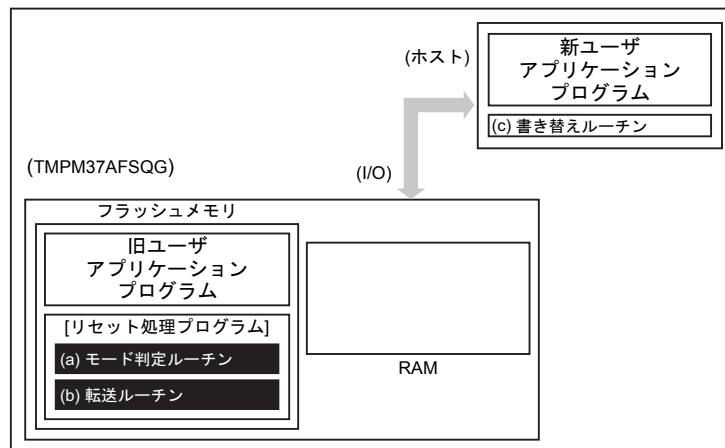 (ホスト)
新ユーザ
アプリケーション
プログラム
(c) 書き替えルーチン
(TMPM37AFSQG)
(I/O)
フラッシュメモリ
旧ユーザ
アプリケーション
プログラム
[リセット処理プログラム]
(a) モード判定ルーチン
(b) 転送ルーチン
RAM